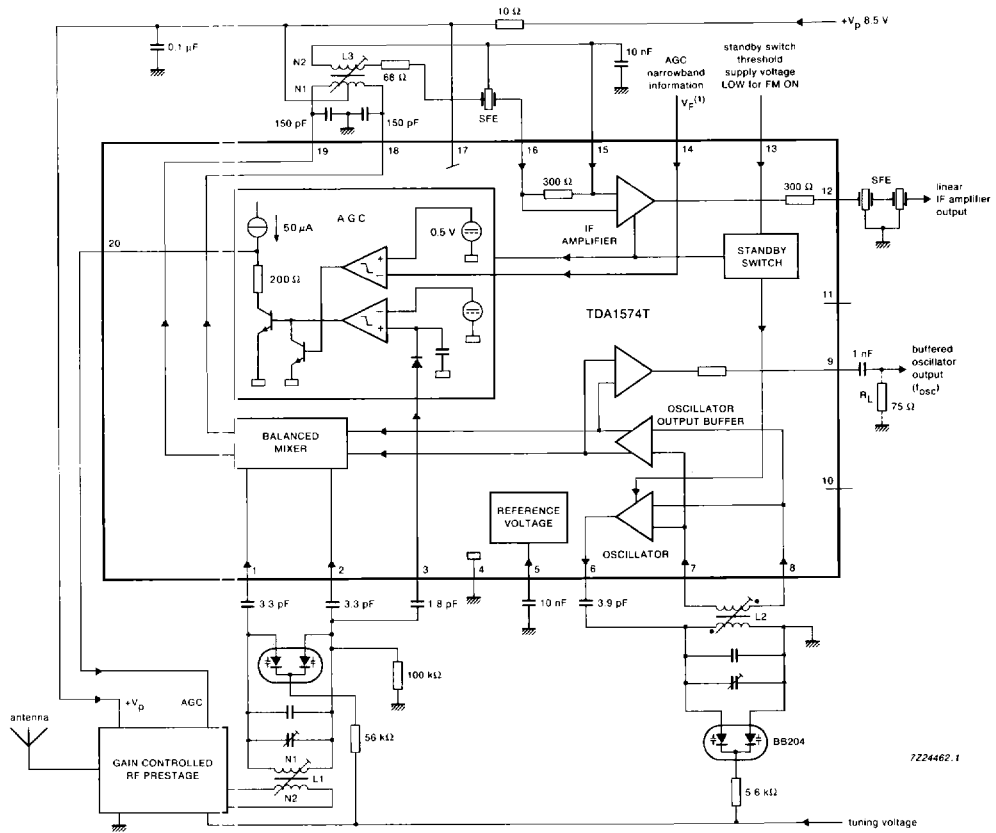 10 Ω
+Vp 8.5 V
0.1 µF
N2
L3
68 Ω
N1
150 pF
150 pF
SFE
10 nF
AGC
narrowband
information
VF(1)
standby switch
threshold
supply voltage
LOW for FM ON
19
18
17
16
15
14
13
300 Ω
IF
AMPLIFIER
300 Ω
12
SFE
linear
IF amplifier
output
STANDBY
SWITCH
AGC
50 µA
0.5 V
200 Ω
20
TDA1574T
11
9
1 nF
buffered
oscillator
output
(fosc)
RL
75 Ω
OSCILLATOR
OUTPUT BUFFER
BALANCED
MIXER
10
REFERENCE
VOLTAGE
OSCILLATOR
1
2
3
4
5
6
7
8
3.3 pF
3.3 pF
1.8 pF
10 nF
3.9 pF
L2
100 kΩ
+Vp
AGC
antenna
56 kΩ
GAIN CONTROLLED
RF PRESTAGE
N1
L1
N2
BB204
5.6 kΩ
7Z24462.1
tuning voltage